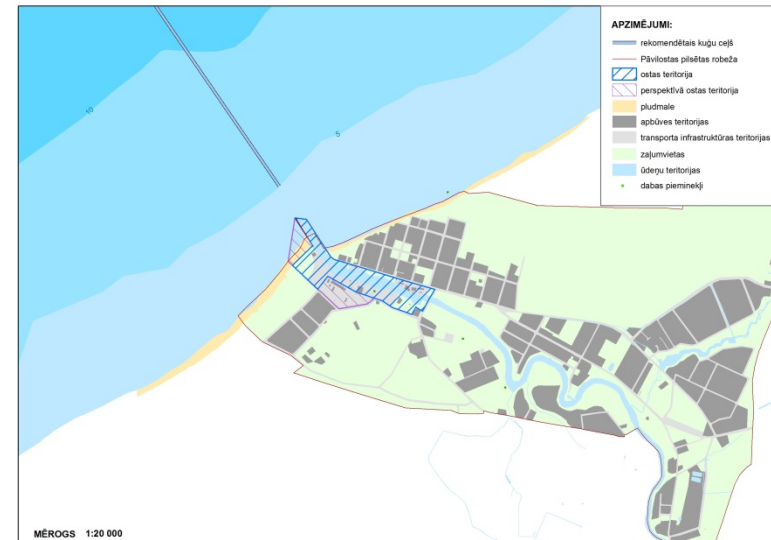 APZĪMĒJUMI:
rekomendētais kuģu ceļš
Pāvilostas pilsētas robeža
ostas teritorija
perspektīvā ostas teritorija
pludmale
apbūves teritorijas
transporta infrastruktūras teritorijas
zaļumvietas
ūdeņu teritorijas
dabas pieminekļi
10
5
MĒROGS 1:20 000